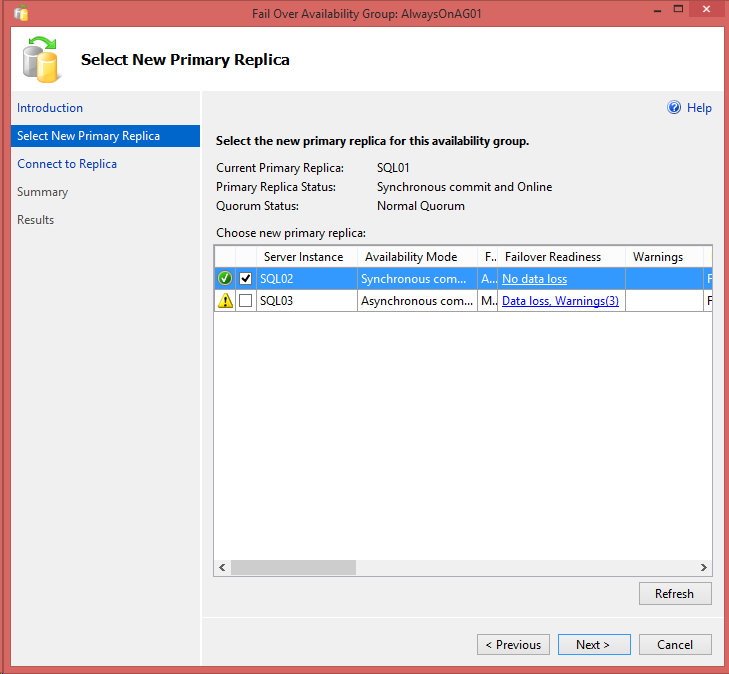 Fail Over Availability Group: AlwaysOnAG01
Select New Primary Replica
Introduction
Select New Primary Replica
Connect to Replica
Summary
Results
Help
Select the new primary replica for this availability group.
Current Primary Replica: SQL01
Primary Replica Status: Synchronous commit and Online
Quorum Status: Normal Quorum
Choose new primary replica:
Server Instance Availability Mode F.. Failover Readiness Warnings
SQL02 Synchronous com... A... No data loss F
SQL03 Asynchronous com... M.. Data loss, Warnings(3) F
Refresh
< Previous Next > Cancel